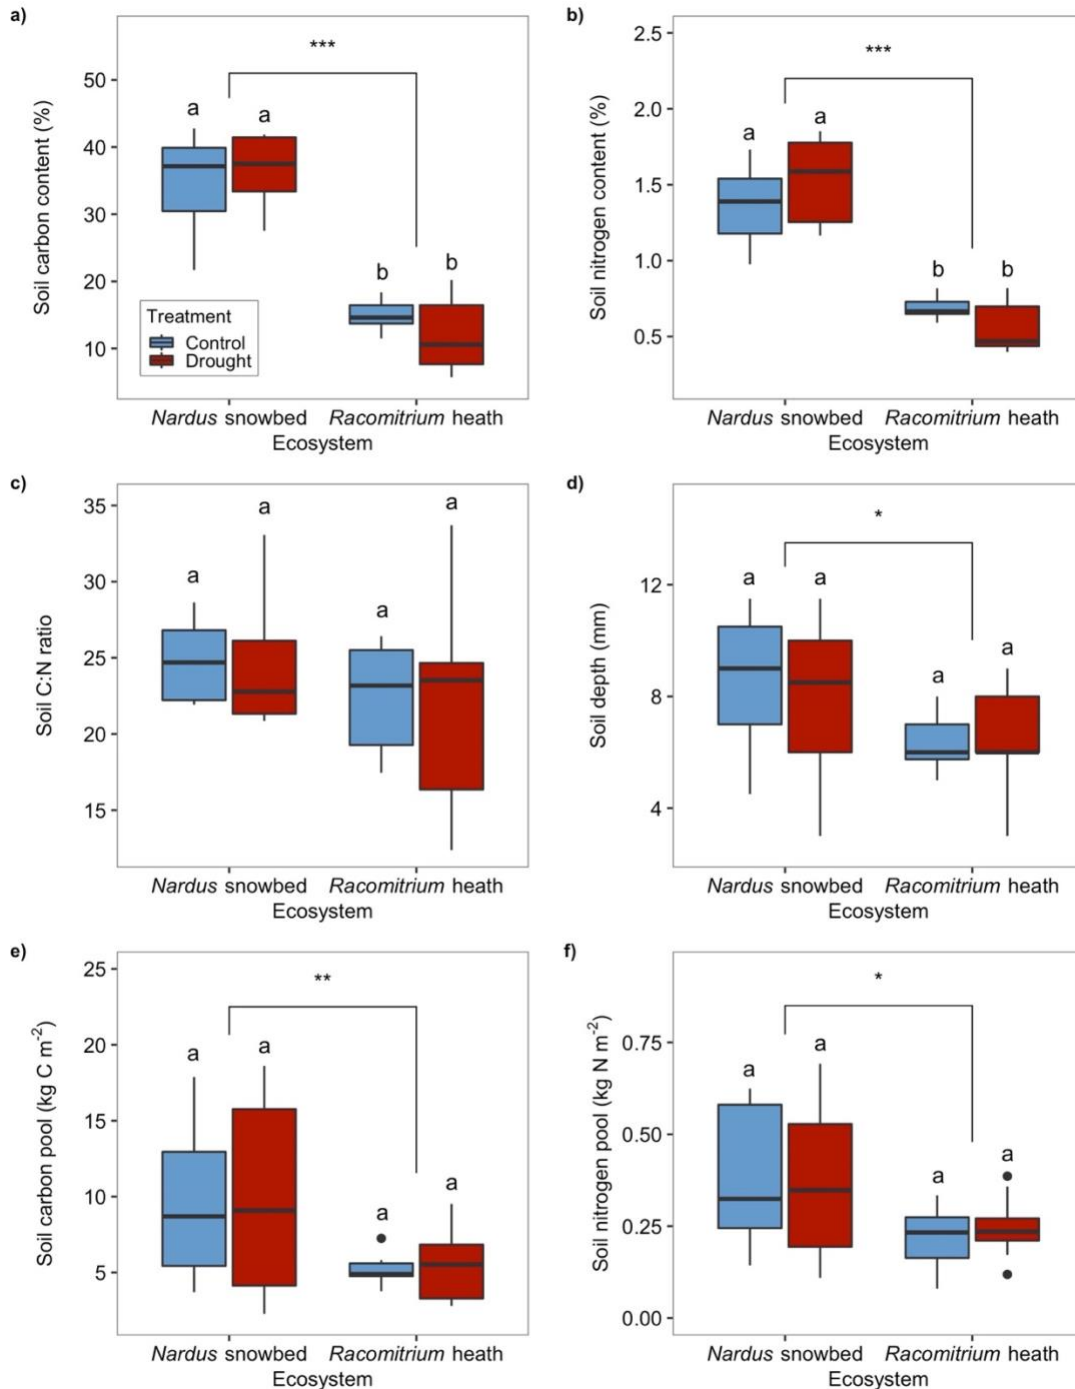 a)
***
Soil carbon content (%)
50
40
30
20
10
a a
b b
Treatment
Control
Drought
Nardus snowbed Racomitrium heath
Ecosystem
b)
***
Soil nitrogen content (%)
2.5
2.0
1.5
1.0
0.5
a a
b b
Nardus snowbed Racomitrium heath
Ecosystem
c)
Soil C:N ratio
35
30
25
20
15
a a
a a
Nardus snowbed Racomitrium heath
Ecosystem
d)
*
Soil depth (mm)
12
8
4
a a
a a
Nardus snowbed Racomitrium heath
Ecosystem
e)
**
Soil carbon pool (kg C m⁻²)
25
20
15
10
5
a a
a a
Nardus snowbed Racomitrium heath
Ecosystem
f)
*
Soil nitrogen pool (kg N m⁻²)
0.75
0.50
0.25
0.00
a a
a a
Nardus snowbed Racomitrium heath
Ecosystem